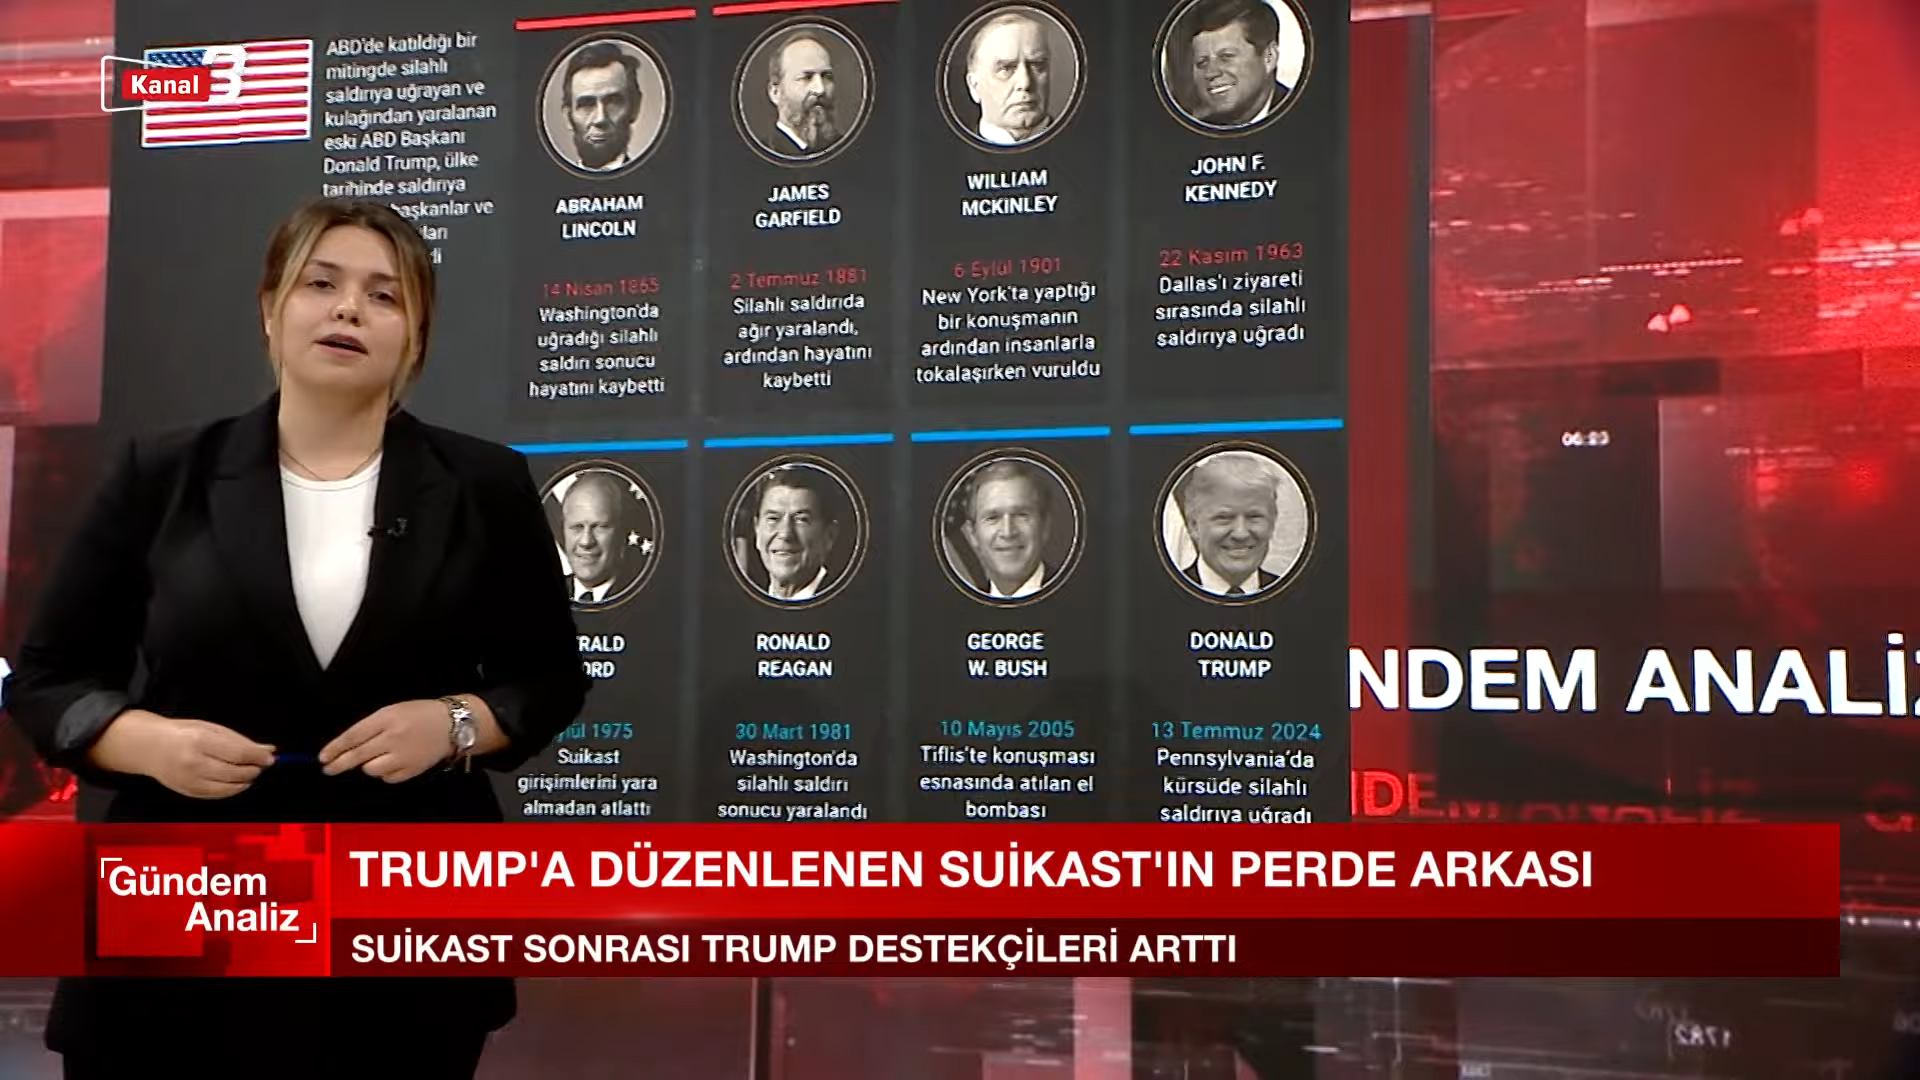 Kanal 3
ABD'de katıldığı bir
mitingde silahlı
saldırıya uğrayan ve
kulağından yaralanan
eski ABD Başkanı
Donald Trump, ülke
tarihinde saldırıya
başkanlar ve
ABRAHAM
LINCOLN
14 Nisan 1865
Washington'da
uğradığı silahlı
saldırı sonucu
hayatını kaybetti
JAMES
GARFIELD
2 Temmuz 1881
Silahlı saldırıda
ağır yaralandı,
ardından hayatını
kaybetti
WILLIAM
MCKINLEY
6 Eylül 1901
New York'ta yaptığı
bir konuşmanın
ardından insanlarla
tokalaşırken vuruldu
JOHN F.
KENNEDY
22 Kasım 1963
Dallas'ı ziyareti
sırasında silahlı
saldırıya uğradı
RALD
ORD
1975
Suikast
girişimlerini yara
almadan atlattı
RONALD
REAGAN
30 Mart 1981
Washington'da
silahlı saldırı
sonucu yaralandı
GEORGE
W. BUSH
10 Mayıs 2005
Tiflis'te konuşması
esnasında atılan el
bombası
DONALD
TRUMP
13 Temmuz 2024
Pennsylvania'da
kürsüde silahlı
saldırıya uğradı
06:23
NDEM ANALİZ
Gündem
Analiz
TRUMP'A DÜZENLENEN SUİKAST'IN PERDE ARKASI
SUİKAST SONRASI TRUMP DESTEKÇİLERİ ARTTI